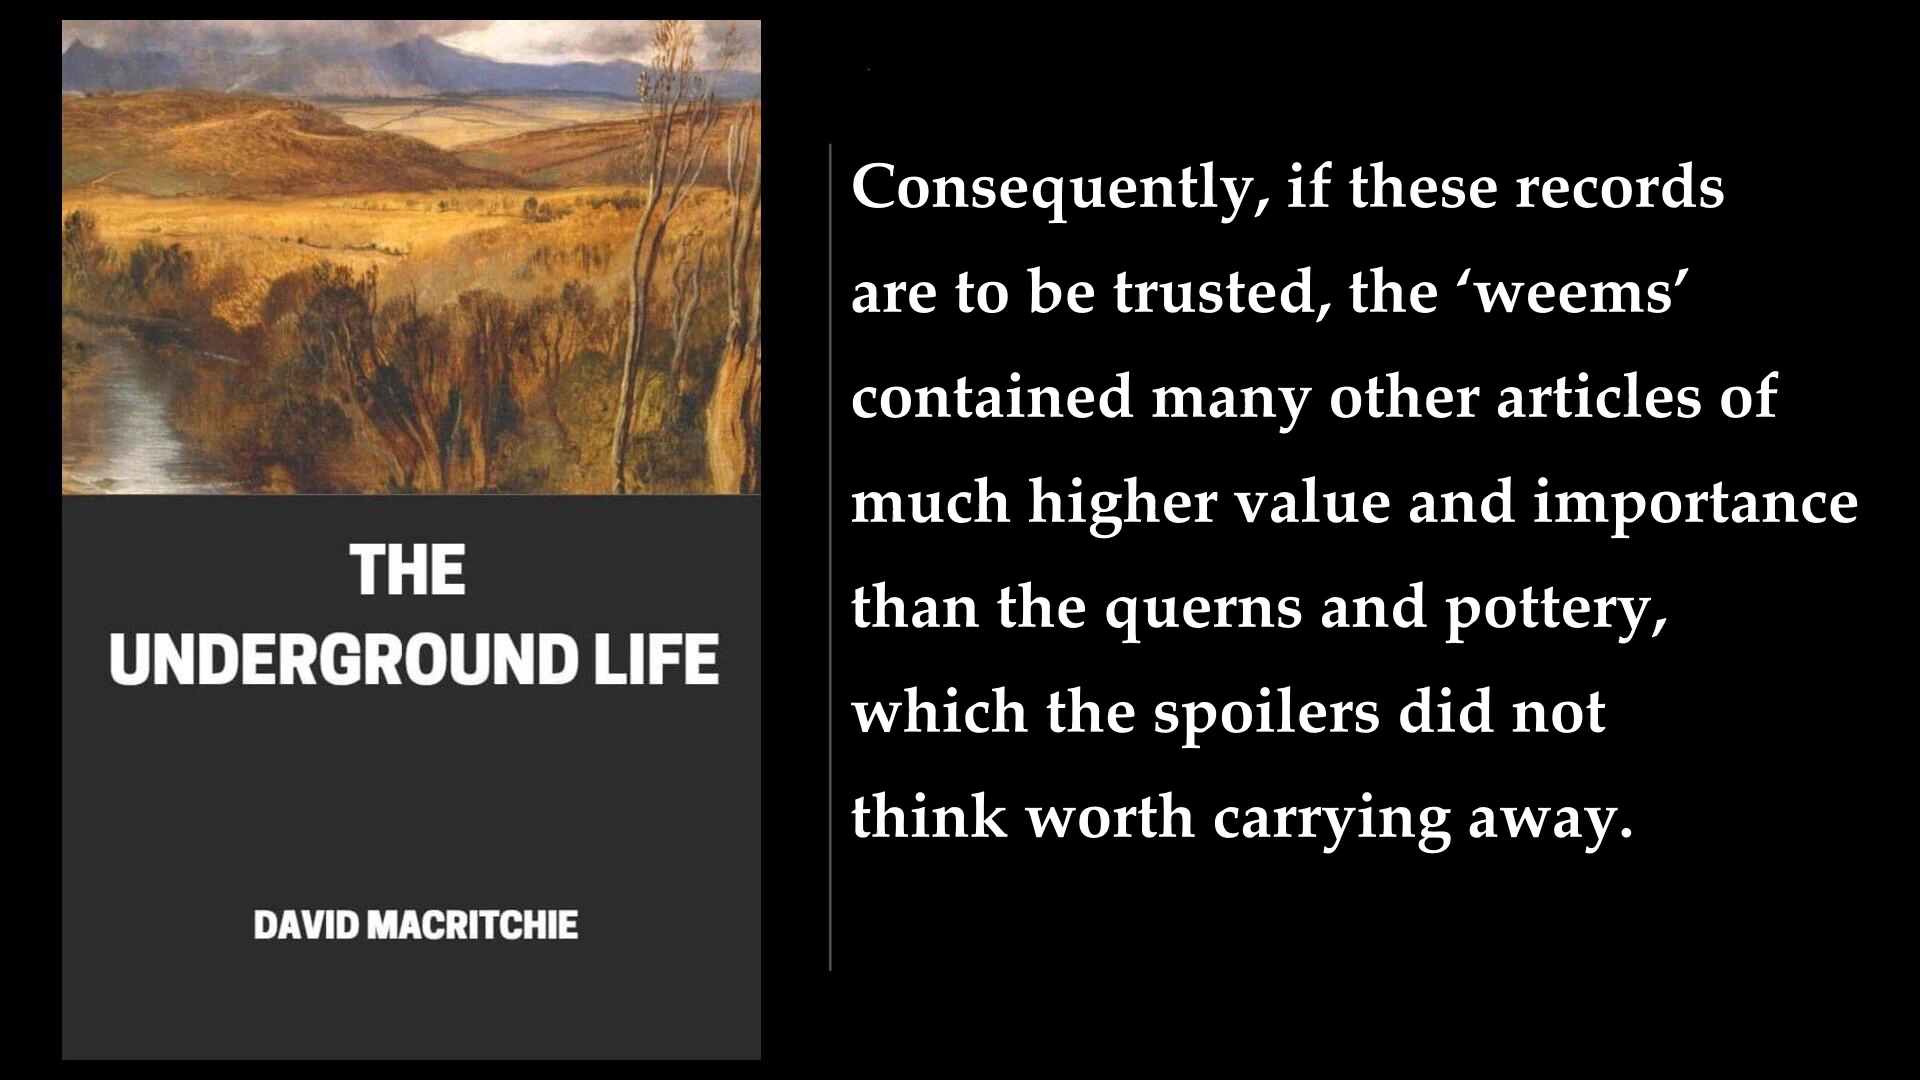 THE
UNDERGROUND LIFE
DAVID MACRITCHIE
Consequently, if these records
are to be trusted, the ‘weems’
contained many other articles of
much higher value and importance
than the querns and pottery,
which the spoilers did not
think worth carrying away.